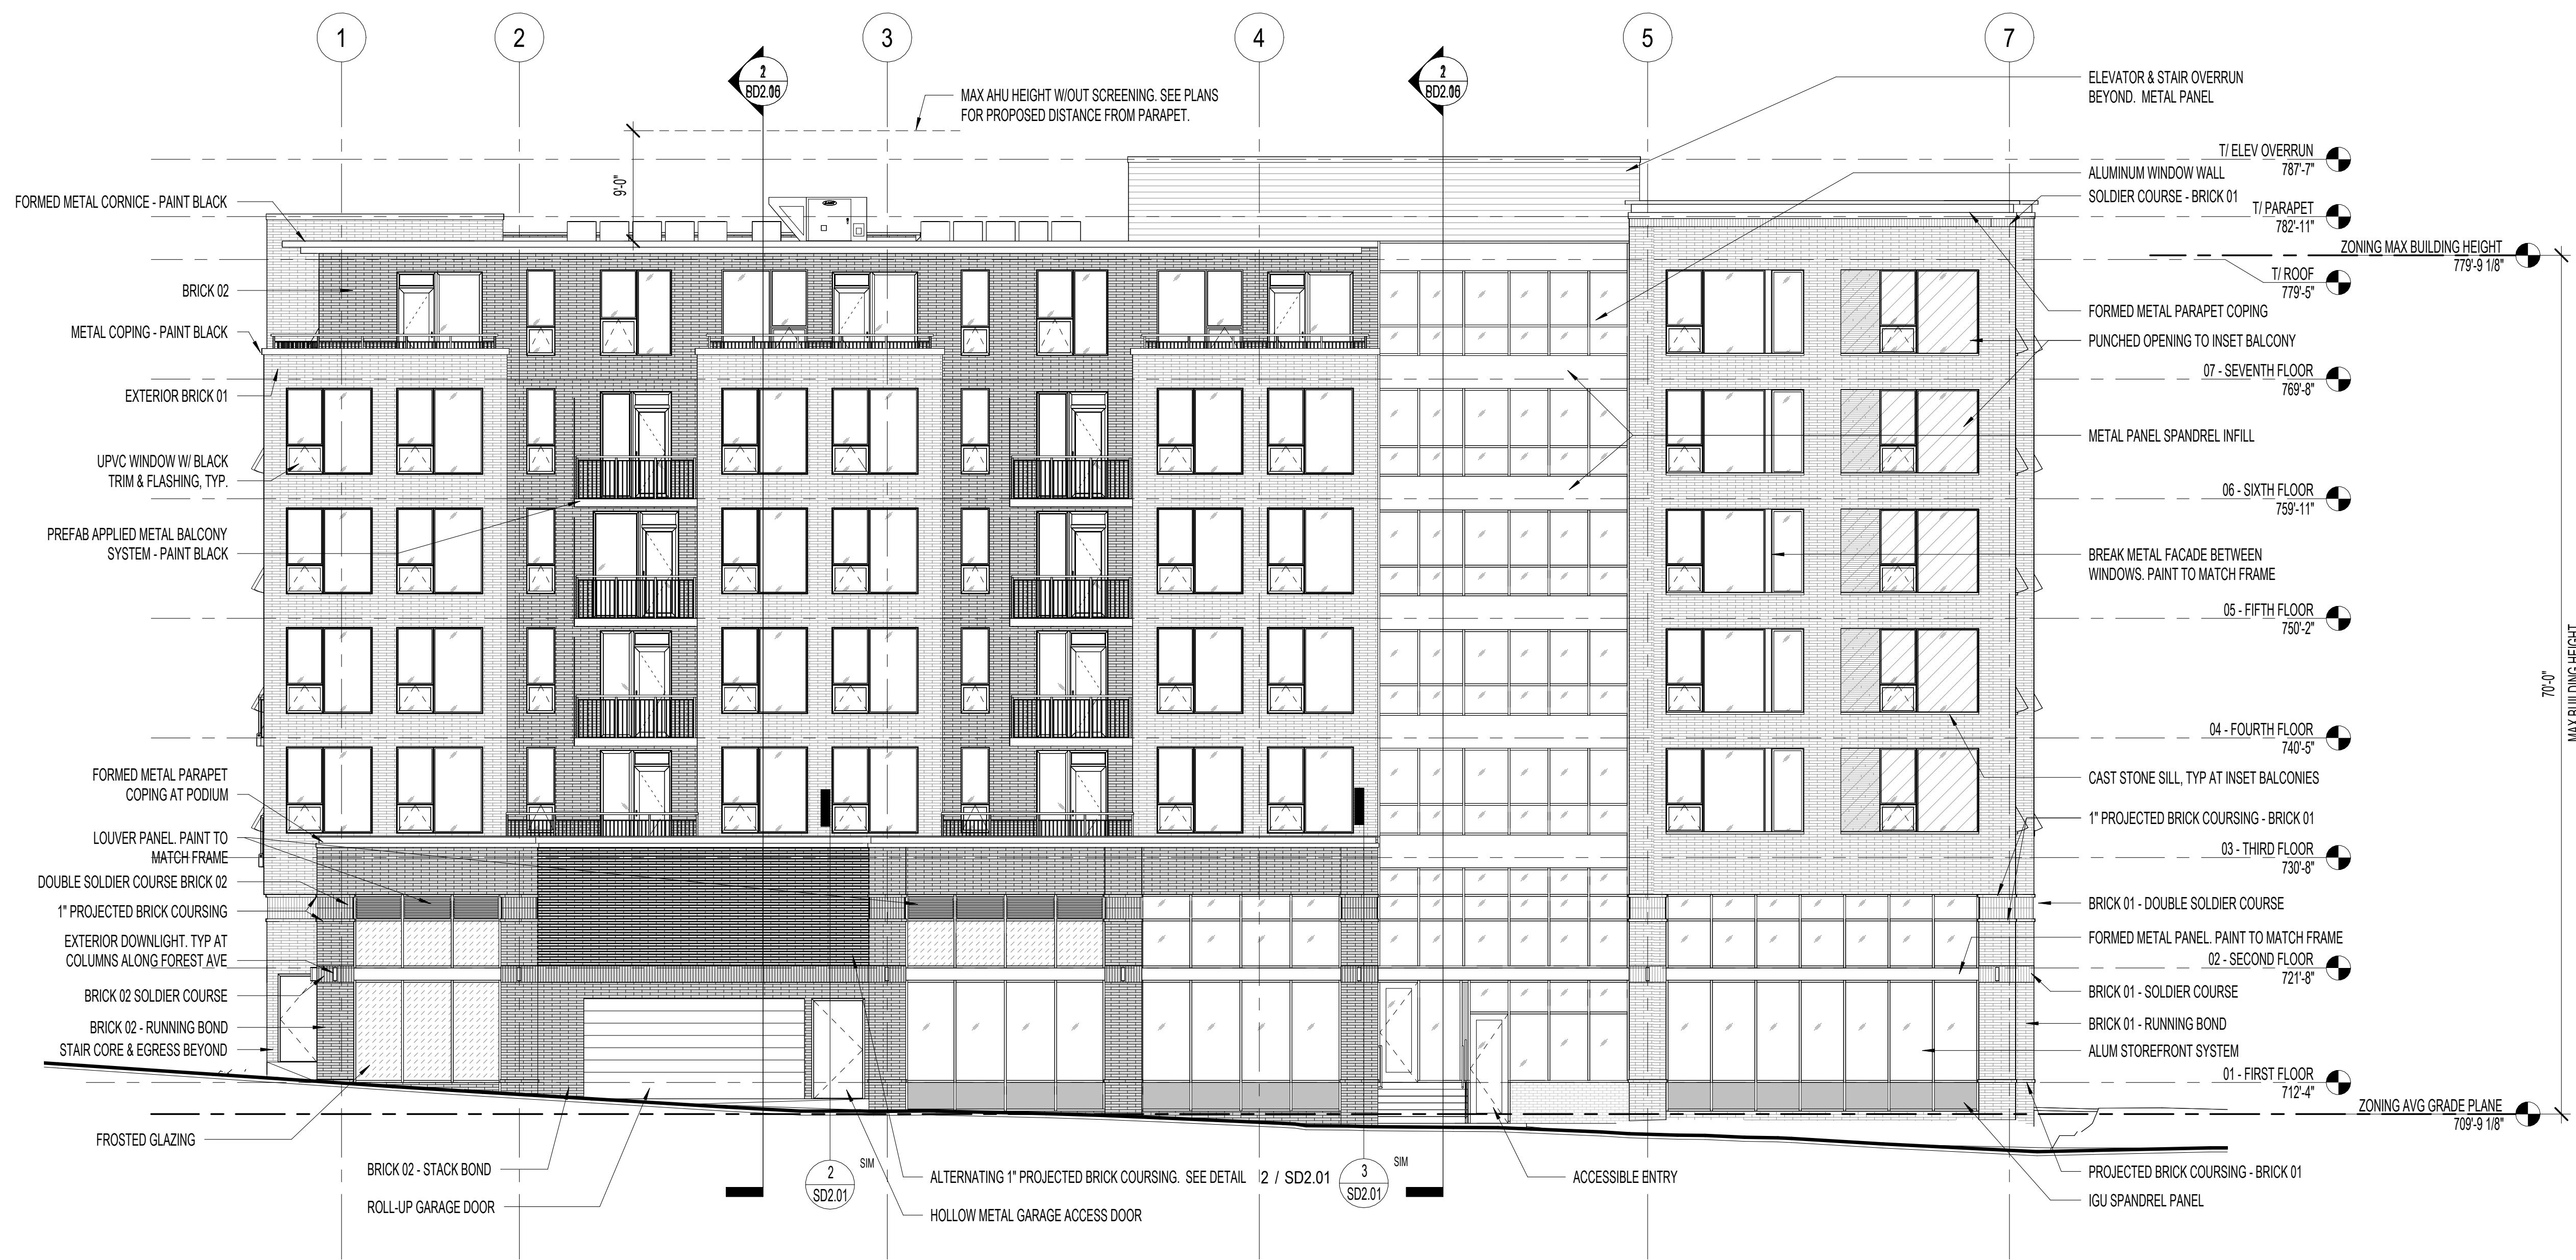 1
2
3
4
5
7
2
2
MAX AHU HEIGHT W/OUT SCREENING. SEE PLANS
FOR PROPOSED DISTANCE FROM PARAPET.
9'-0"
FORMED METAL CORNICE - PAINT BLACK
BRICK 02
METAL COPING - PAINT BLACK
EXTERIOR BRICK 01
UPVC WINDOW W/ BLACK
TRIM & FLASHING, TYP.
PREFAB APPLIED METAL BALCONY
SYSTEM - PAINT BLACK
FORMED METAL PARAPET
COPING AT PODIUM
LOUVER PANEL. PAINT TO
MATCH FRAME
DOUBLE SOLDIER COURSE BRICK 02
1" PROJECTED BRICK COURSING
EXTERIOR DOWNLIGHT. TYP AT
COLUMNS ALONG FOREST AVE
BRICK 02 SOLDIER COURSE
BRICK 02 - RUNNING BOND
STAIR CORE & EGRESS BEYOND
FROSTED GLAZING
BRICK 02 - STACK BOND
ROLL-UP GARAGE DOOR
2
SD2.01
SIM
ALTERNATING 1" PROJECTED BRICK COURSING. SEE DETAIL 2 / SD2.01
HOLLOW METAL GARAGE ACCESS DOOR
3
SD2.01
SIM
ACCESSIBLE ENTRY
ELEVATOR & STAIR OVERRUN
BEYOND. METAL PANEL
T/ ELEV OVERRUN
787'-7"
ALUMINUM WINDOW WALL
SOLDIER COURSE - BRICK 01
T/ PARAPET
782'-11"
ZONING MAX BUILDING HEIGHT
779'-9 1/8"
T/ ROOF
779'-5"
FORMED METAL PARAPET COPING
PUNCHED OPENING TO INSET BALCONY
07 - SEVENTH FLOOR
769'-8"
METAL PANEL SPANDREL INFILL
06 - SIXTH FLOOR
759'-11"
BREAK METAL FACADE BETWEEN
WINDOWS. PAINT TO MATCH FRAME
05 - FIFTH FLOOR
750'-2"
70'-0"
MAX BUILDING HEIGHT
04 - FOURTH FLOOR
740'-5"
CAST STONE SILL, TYP AT INSET BALCONIES
1" PROJECTED BRICK COURSING - BRICK 01
03 - THIRD FLOOR
730'-8"
BRICK 01 - DOUBLE SOLDIER COURSE
FORMED METAL PANEL. PAINT TO MATCH FRAME
02 - SECOND FLOOR
721'-8"
BRICK 01 - SOLDIER COURSE
BRICK 01 - RUNNING BOND
ALUM STOREFRONT SYSTEM
01 - FIRST FLOOR
712'-4"
ZONING AVG GRADE PLANE
709'-9 1/8"
PROJECTED BRICK COURSING - BRICK 01
IGU SPANDREL PANEL